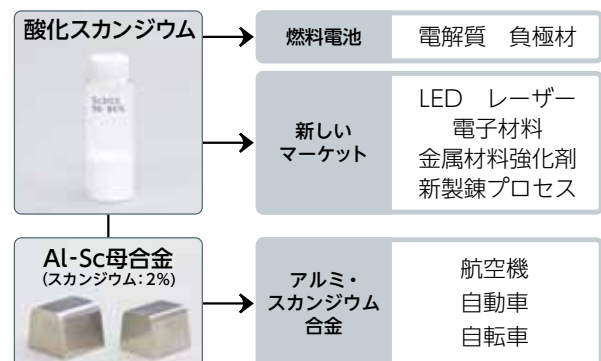 酸化スカンジウム
燃料電池
電解質　負極材
新しい
マーケット
LED　レーザー
電子材料
金属材料強化剤
新製錬プロセス
Al-Sc母合金
(スカンジウム:2%)
アルミ・
スカンジウム
合金
航空機
自動車
自転車